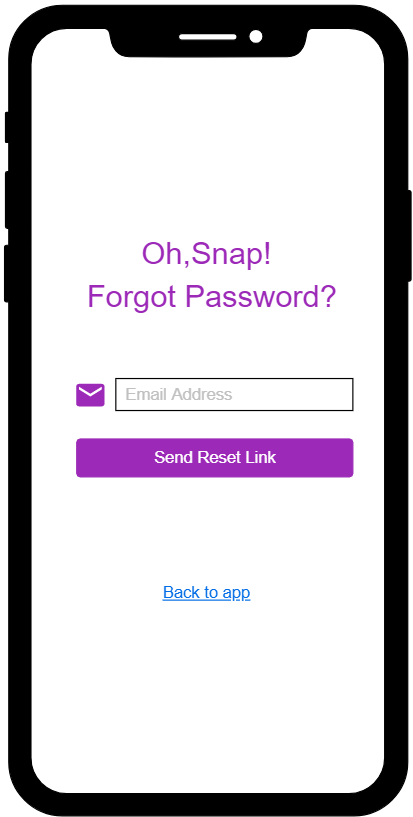 Oh,Snap!
Forgot Password?
Email Address
Send Reset Link
Back to app